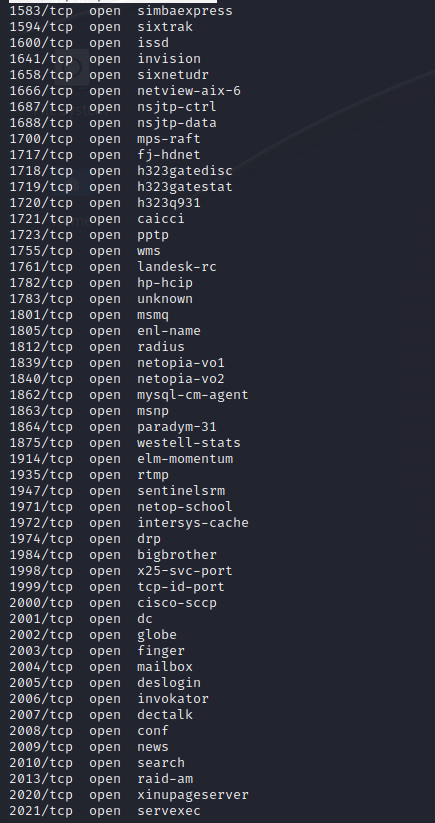 1583/tcp open simbaexpress
1594/tcp open sixtrak
1600/tcp open issd
1641/tcp open invision
1658/tcp open sixnetudr
1666/tcp open netview-aix-6
1687/tcp open nsjtp-ctrl
1688/tcp open nsjtp-data
1700/tcp open mps-raft
1717/tcp open fj-hdnet
1718/tcp open h323gatedisc
1719/tcp open h323gatestat
1720/tcp open h323q931
1721/tcp open caicci
1723/tcp open pptp
1755/tcp open wms
1761/tcp open landesk-rc
1782/tcp open hp-hcip
1783/tcp open unknown
1801/tcp open msmq
1805/tcp open enl-name
1812/tcp open radius
1839/tcp open netopia-vo1
1840/tcp open netopia-vo2
1862/tcp open mysql-cm-agent
1863/tcp open msnp
1864/tcp open paradym-31
1875/tcp open westell-stats
1914/tcp open elm-momentum
1935/tcp open rtmp
1947/tcp open sentinelsrm
1971/tcp open netop-school
1972/tcp open intersys-cache
1974/tcp open drp
1984/tcp open bigbrother
1998/tcp open x25-svc-port
1999/tcp open tcp-id-port
2000/tcp open cisco-sccp
2001/tcp open dc
2002/tcp open globe
2003/tcp open finger
2004/tcp open mailbox
2005/tcp open deslogin
2006/tcp open invokator
2007/tcp open dectalk
2008/tcp open conf
2009/tcp open news
2010/tcp open search
2013/tcp open raid-am
2020/tcp open xinupageserver
2021/tcp open servexec